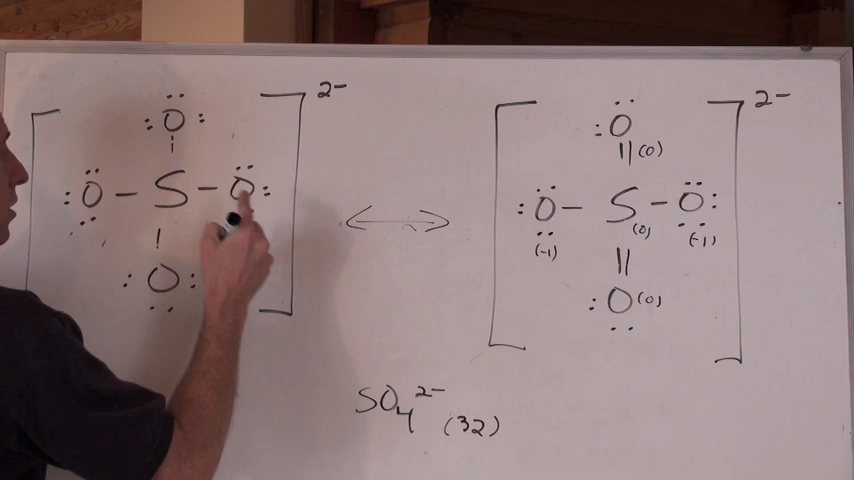 [ :Ö: ]2-
:Ö - S - Ö:
:O:
[ :Ö ]2-
|| (0)
:Ö - S - Ö:
(-1) (0) (-1)
||
:O (0)
SO4 2- (32)